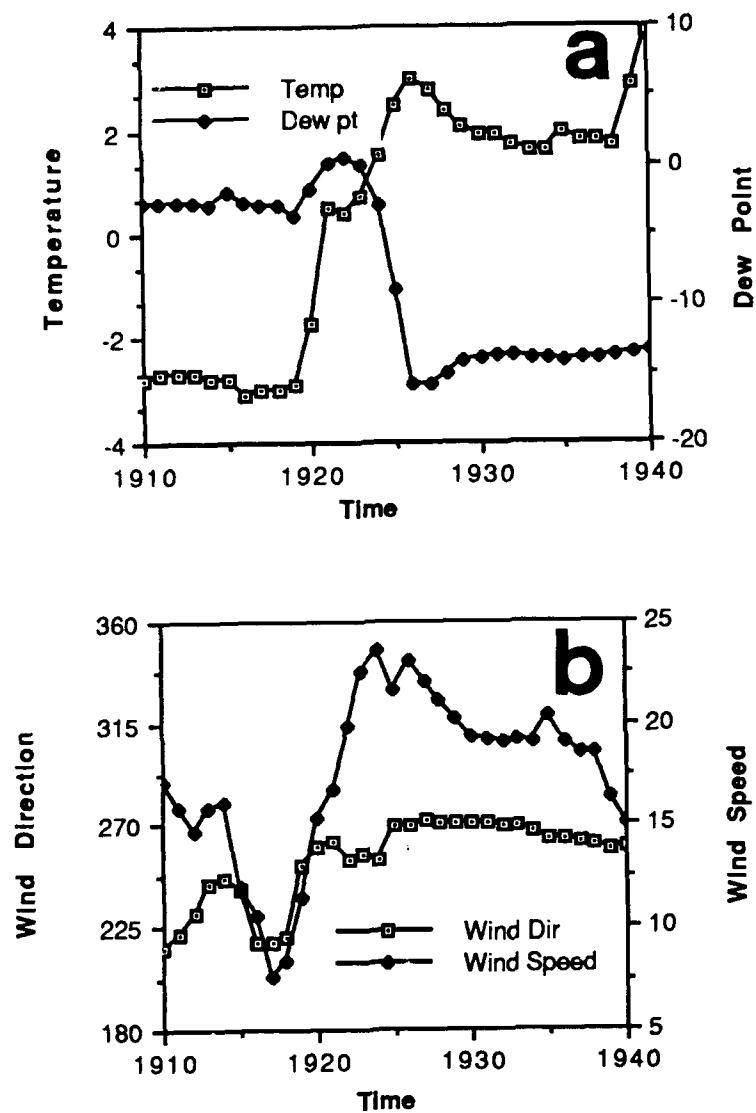 a
4
2
0
-2
-4
10
0
-10
-20
Temp
Dew pt
Temperature
Dew Point
1910 1920 1930 1940
Time
b
360
315
270
225
180
25
20
15
10
5
Wind Dir
Wind Speed
Wind Direction
Wind Speed
1910 1920 1930 1940
Time